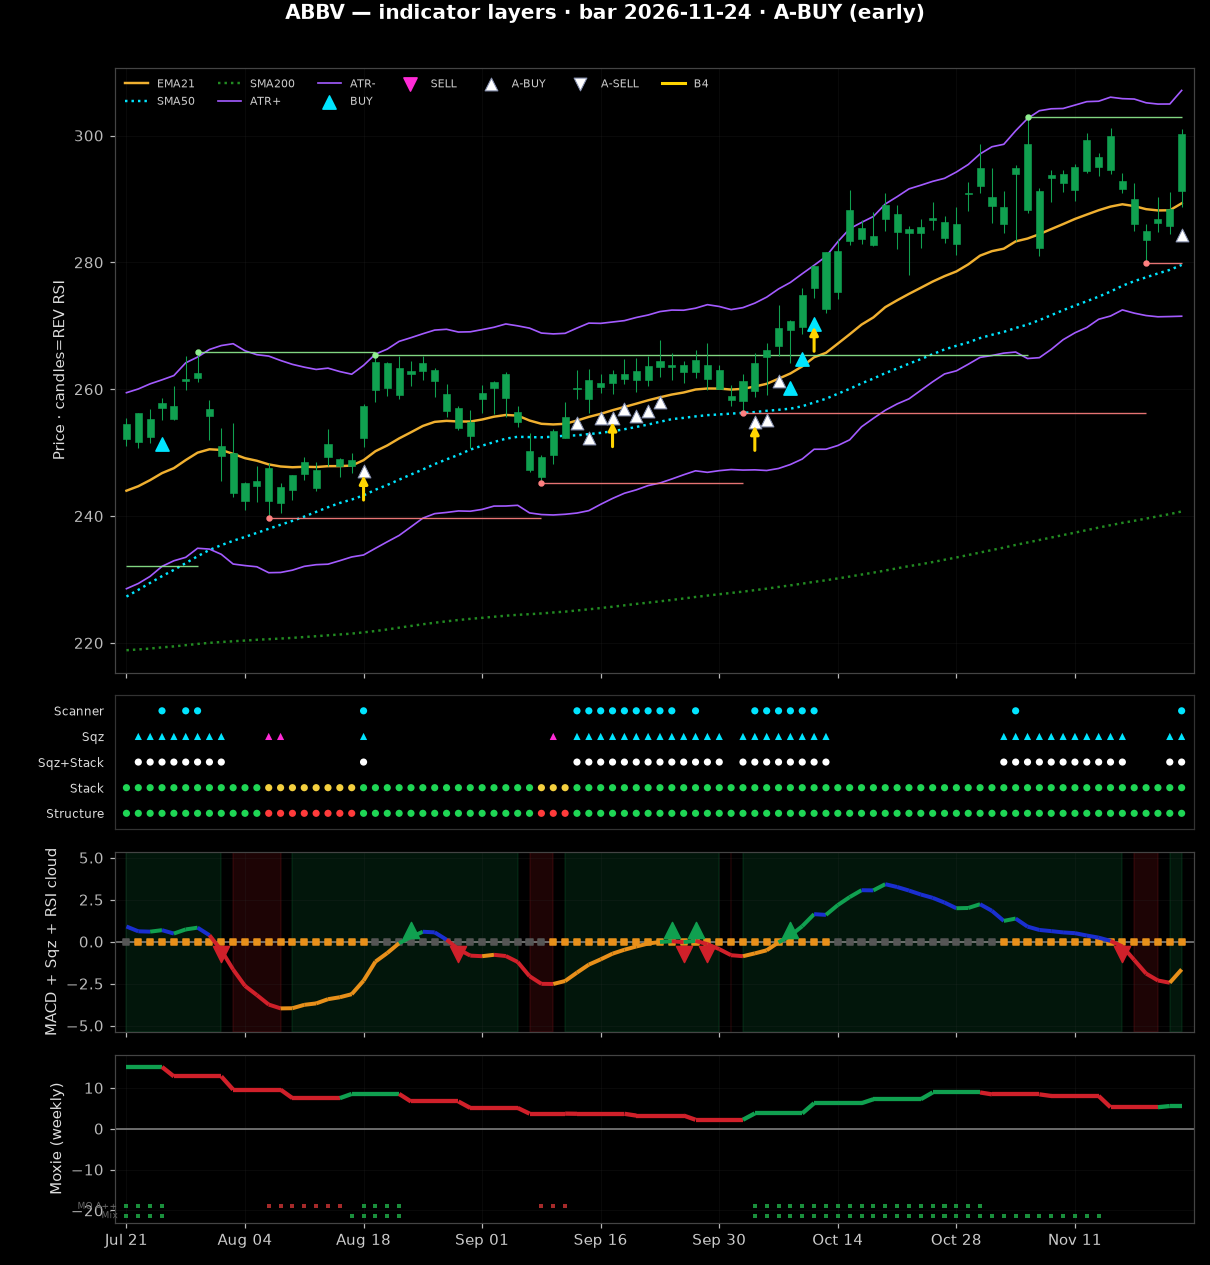 ABBV — indicator layers · bar 2026-11-24 · A-BUY (early)
EMA21 SMA200 ATR- SELL A-BUY A-SELL B4
SMA50 ATR+ BUY
Price · candles=REV RSI
300
280
260
240
220
Scanner
Sqz
Sqz+Stack
Stack
Structure
MACD + Sqz + RSI cloud
5.0
2.5
0.0
−2.5
−5.0
Moxie (weekly)
10
0
−10
−20
Jul 21 Aug 04 Aug 18 Sep 01 Sep 16 Sep 30 Oct 14 Oct 28 Nov 11